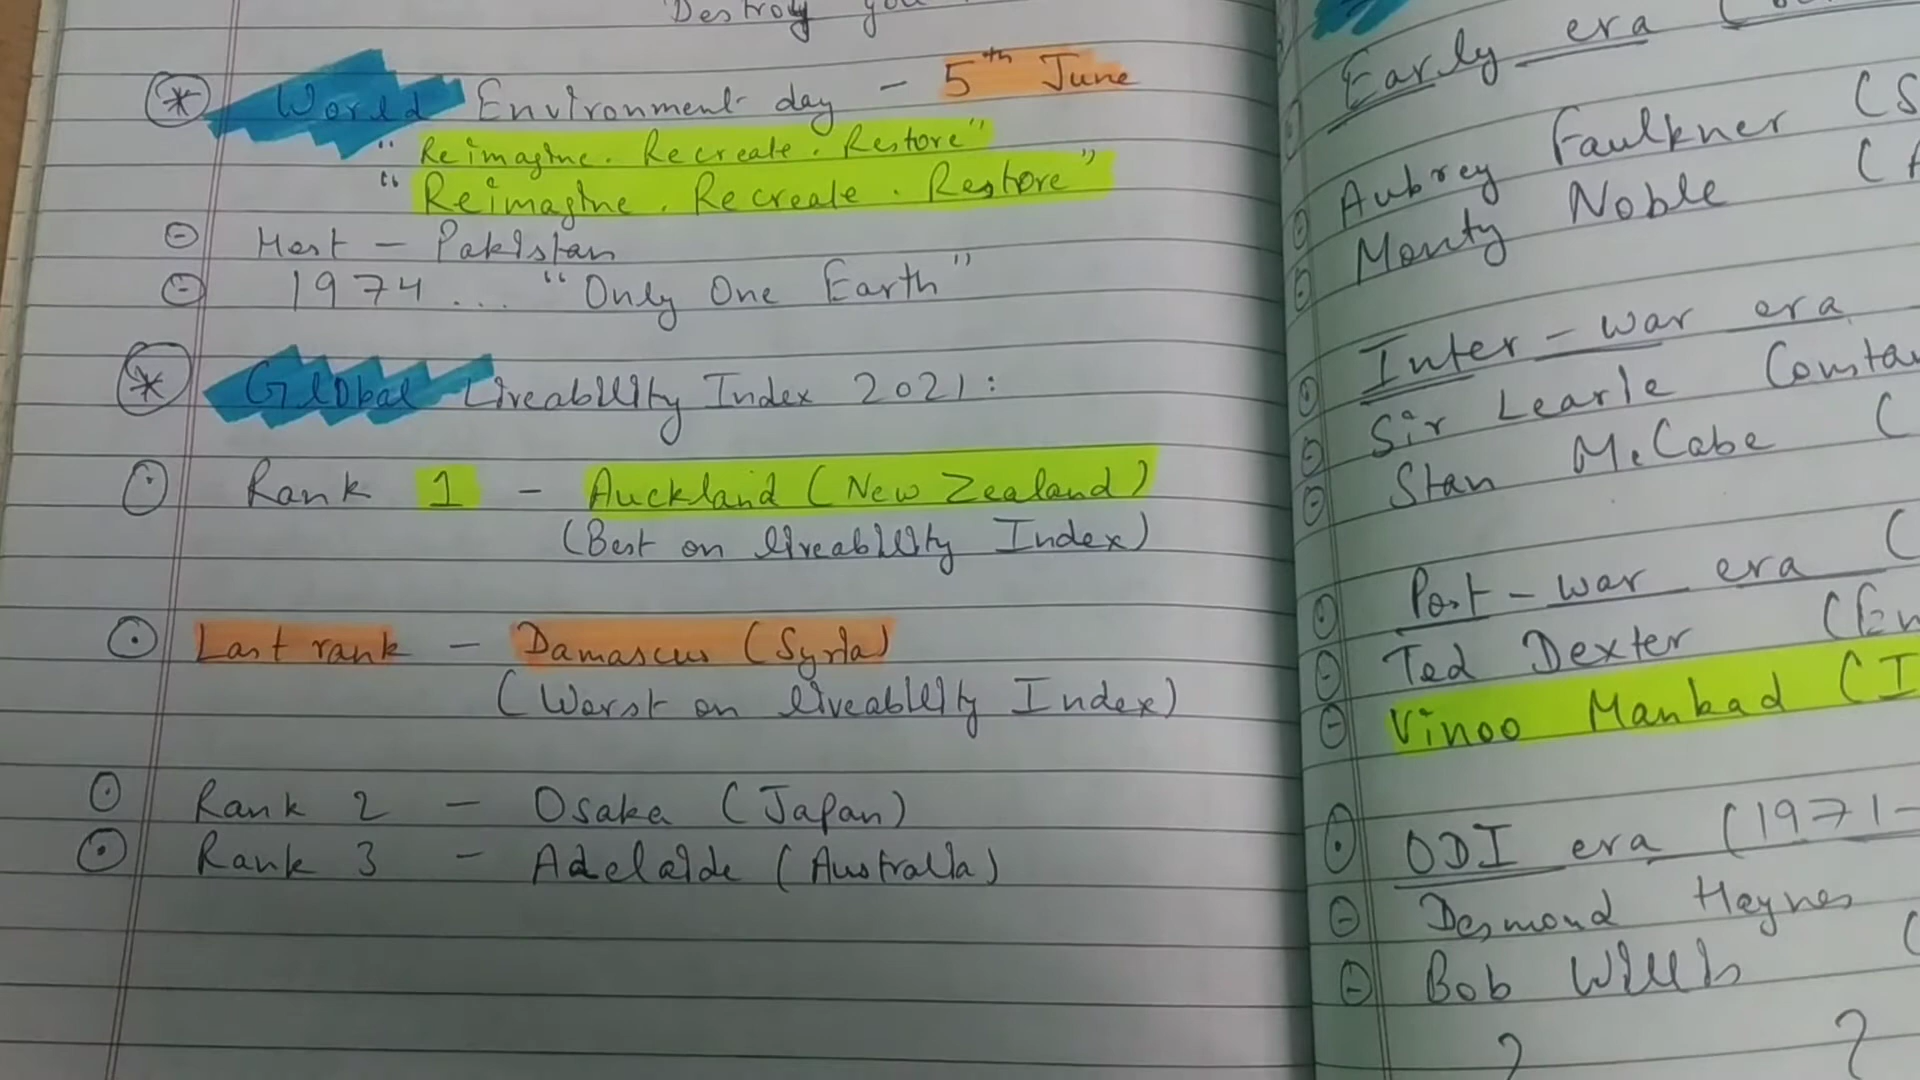 Destroy you
World Environment day - 5th June
"Reimagine. Recreate. Restore"
"Reimagine. Recreate. Restore"
Host - Pakistan
1974 ... "Only One Earth"
Global Liveability Index 2021:
Rank 1 - Auckland (New Zealand)
(Best on liveability Index)
Last rank - Damascus (Syria)
(Worst on liveability Index)
Rank 2 - Osaka (Japan)
Rank 3 - Adelaide (Australia)
Early era (
Aubrey Faulkner (S
Monty Noble (A
Inter-war era
Sir Learie Consta
Stan McCabe (
Post-war era (
Ted Dexter (En
Vinoo Mankad (I
ODI era (1971-
Desmond Haynes
Bob Willis (